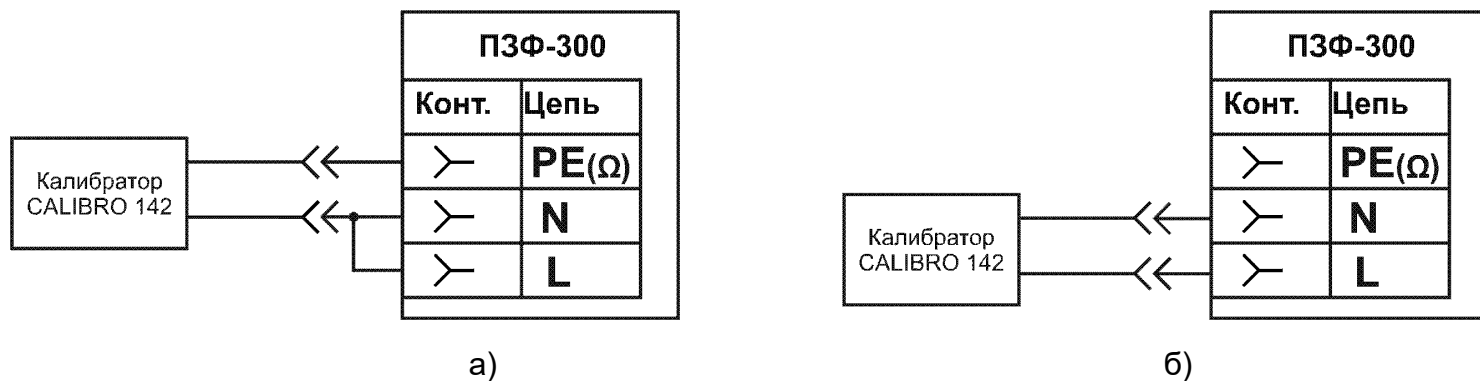 ПЗФ-300
Конт. Цепь
PE(Ω)
N
L
Калибратор
CALIBRO 142
а)
ПЗФ-300
Конт. Цепь
PE(Ω)
N
L
Калибратор
CALIBRO 142
б)